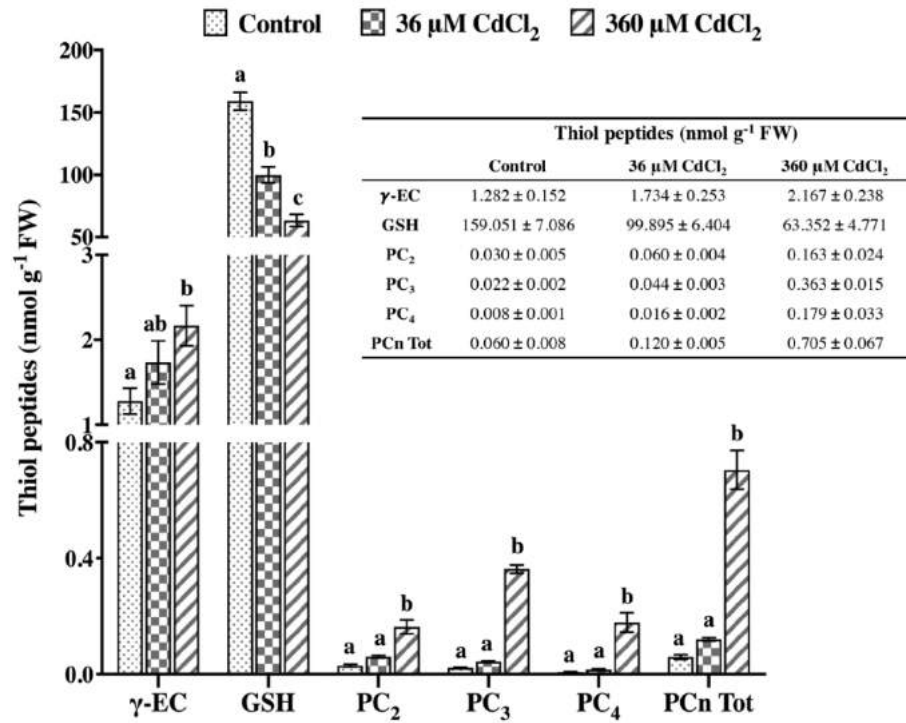 Control 36 µM CdCl₂ 360 µM CdCl₂
Thiol peptides (nmol g⁻¹ FW)
200
150
100
50
3
2
1
0.8
0.4
0.0
a
ab
b
a
b
c
a
a
b
a
a
b
a
a
b
a
a
b
γ-EC GSH PC₂ PC₃ PC₄ PCn Tot
Thiol peptides (nmol g⁻¹ FW)
Control 36 µM CdCl₂ 360 µM CdCl₂
γ-EC 1.282 ± 0.152 1.734 ± 0.253 2.167 ± 0.238
GSH 159.051 ± 7.086 99.895 ± 6.404 63.352 ± 4.771
PC₂ 0.030 ± 0.005 0.060 ± 0.004 0.163 ± 0.024
PC₃ 0.022 ± 0.002 0.044 ± 0.003 0.363 ± 0.015
PC₄ 0.008 ± 0.001 0.016 ± 0.002 0.179 ± 0.033
PCn Tot 0.060 ± 0.008 0.120 ± 0.005 0.705 ± 0.067